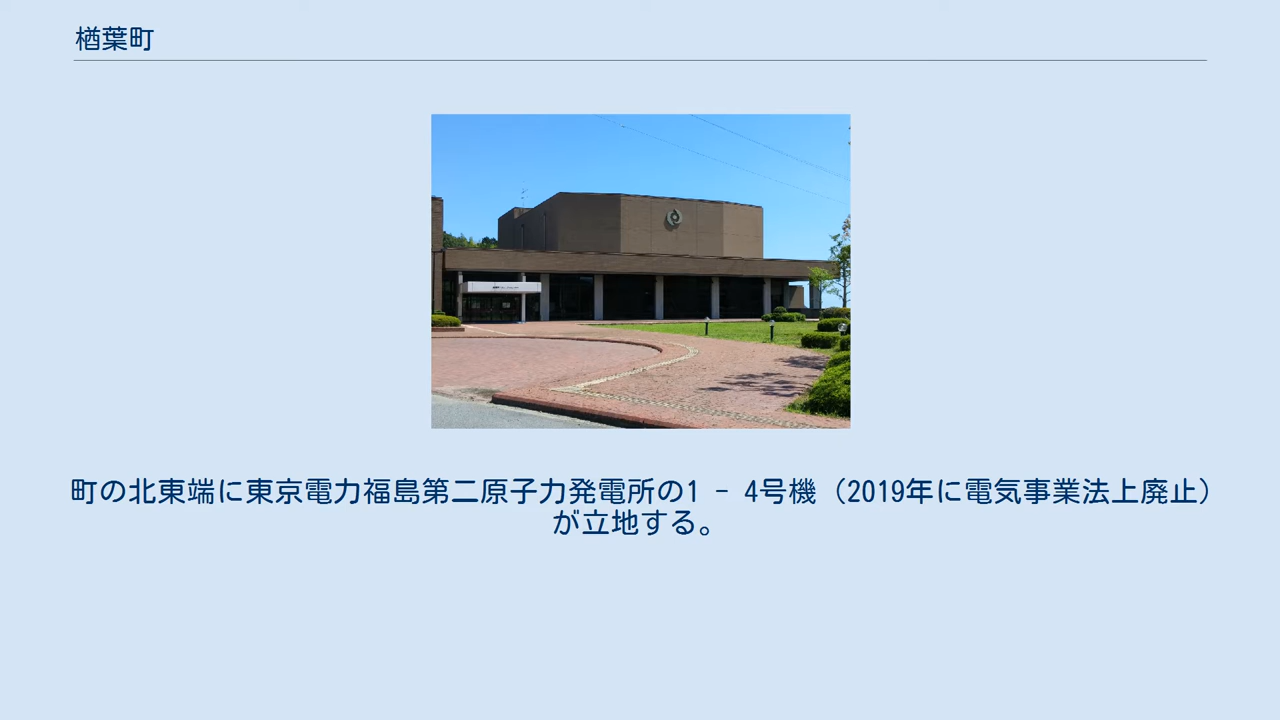 楢葉町
町の北東端に東京電力福島第二原子力発電所の1 - 4号機（2019年に電気事業法上廃止）
が立地する。